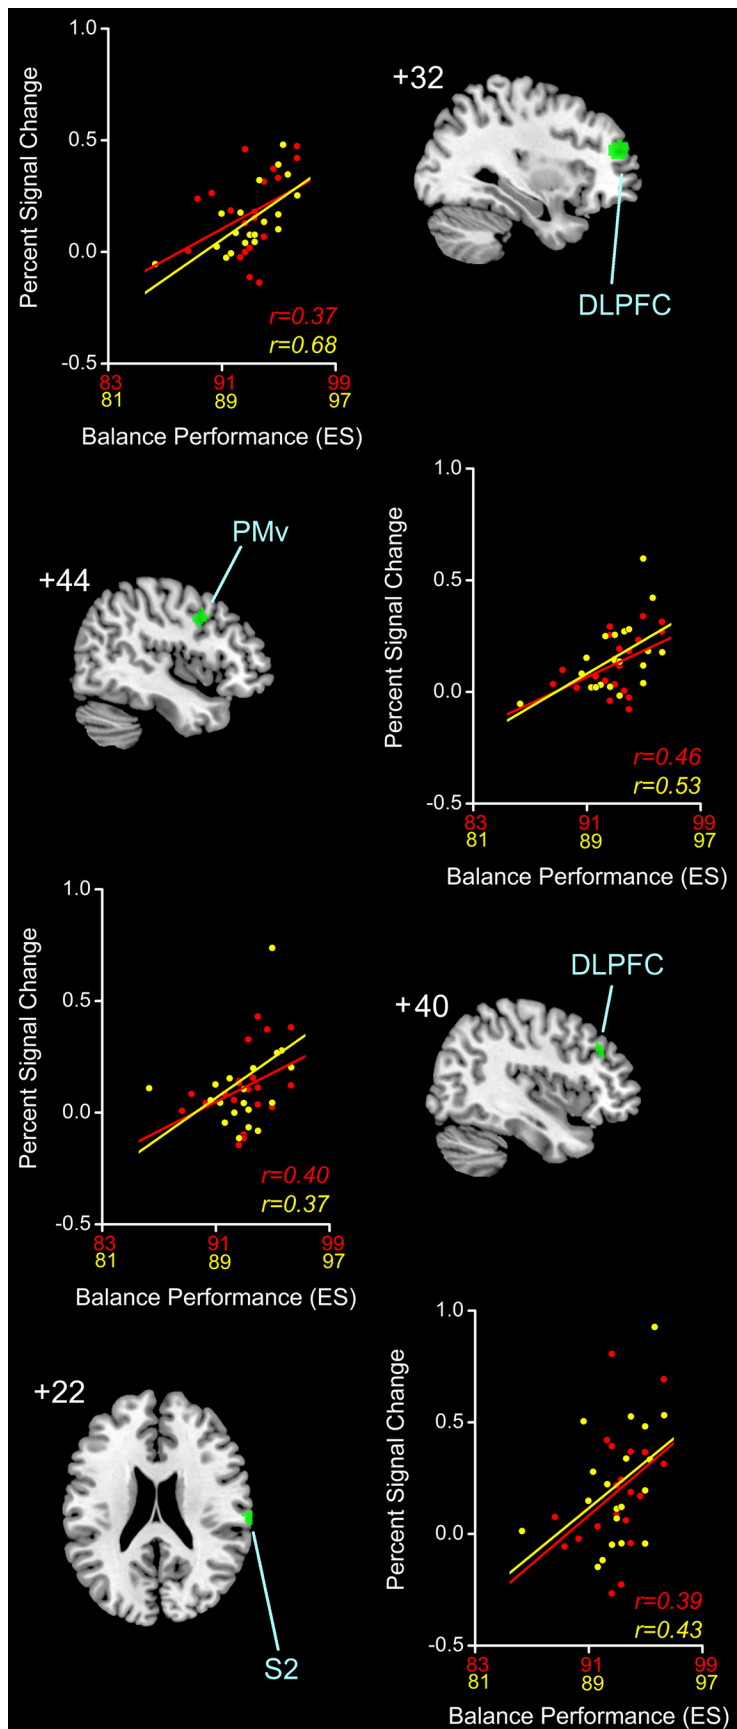 1.0
+32
Percent Signal Change
0.5
0.0
DLPFC
r=0.37
r=0.68
-0.5
83 91 99
81 89 97
Balance Performance (ES)
1.0
PMv
+44
Percent Signal Change
0.5
0.0
r=0.46
r=0.53
-0.5
83 91 99
81 89 97
Balance Performance (ES)
1.0
DLPFC
+40
Percent Signal Change
0.5
0.0
r=0.40
r=0.37
-0.5
83 91 99
81 89 97
Balance Performance (ES)
1.0
+22
Percent Signal Change
0.5
0.0
r=0.39
r=0.43
-0.5
S2
83 91 99
81 89 97
Balance Performance (ES)